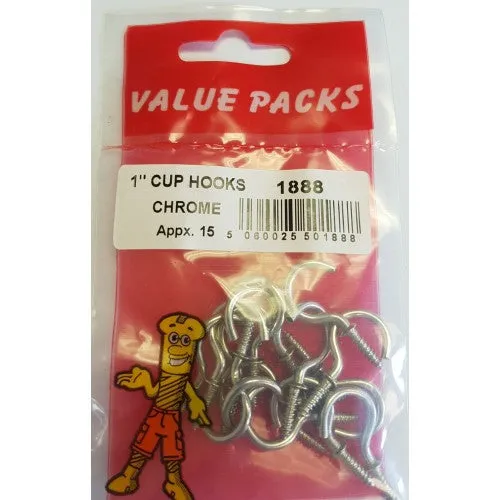 VALUE PACKS
1" CUP HOOKS 1888
CHROME
Appx. 15 5 060025 501888